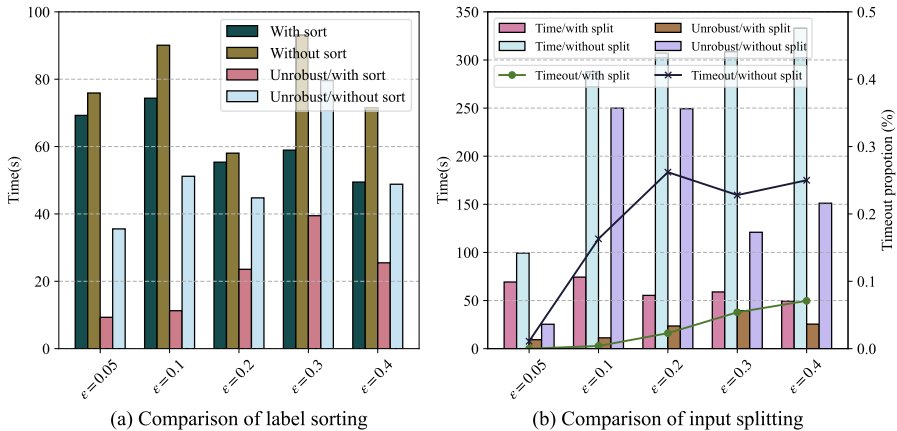 With sort
Without sort
Unrobust/with sort
Unrobust/without sort
100
80
60
40
20
0
Time(s)
ε = 0.05
ε = 0.1
ε = 0.2
ε = 0.3
ε = 0.4
(a) Comparison of label sorting
Time/with split
Time/without split
Unrobust/with split
Unrobust/without split
Timeout/with split
Timeout/without split
350
300
250
200
150
100
50
0
Time(s)
0.5
0.4
0.3
0.2
0.1
0.0
Timeout propotion (%)
ε = 0.05
ε = 0.1
ε = 0.2
ε = 0.3
ε = 0.4
(b) Comparison of input splitting